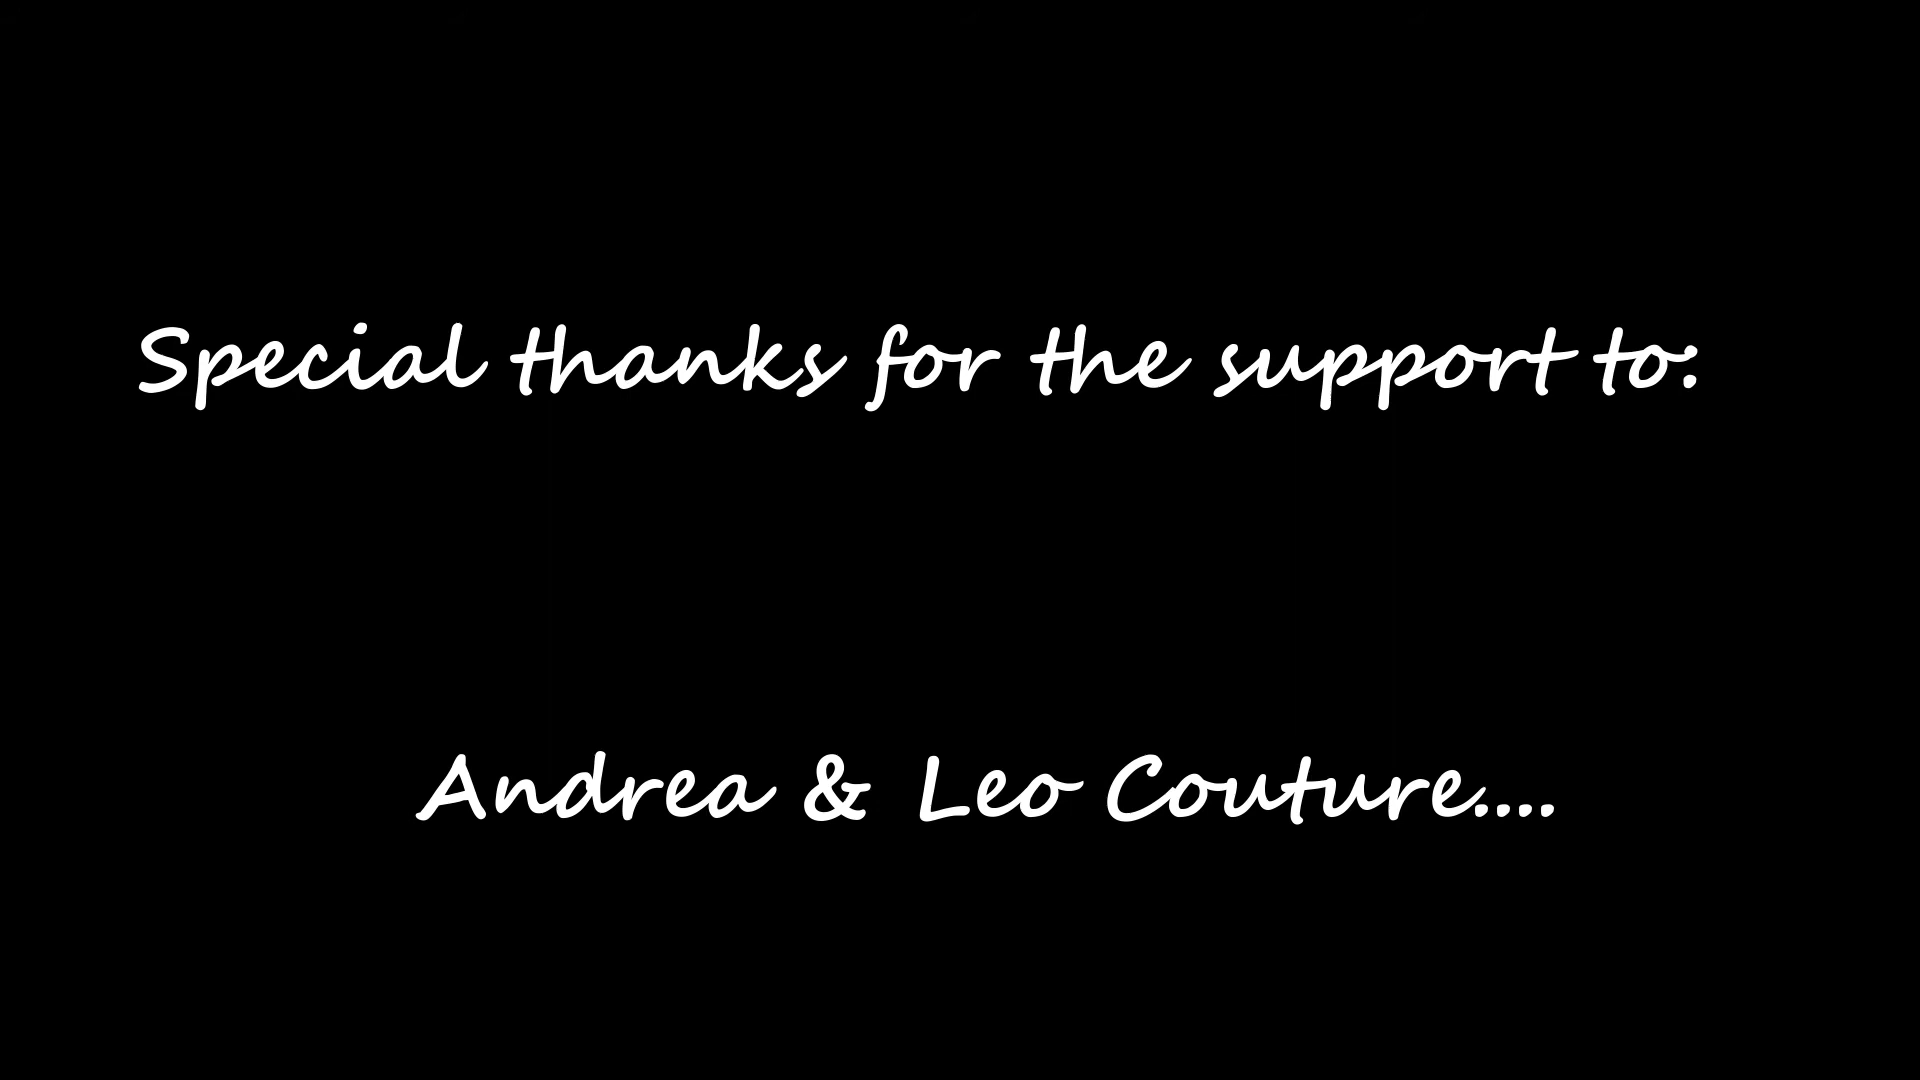 Special thanks for the support to:
Andrea & Leo Couture....